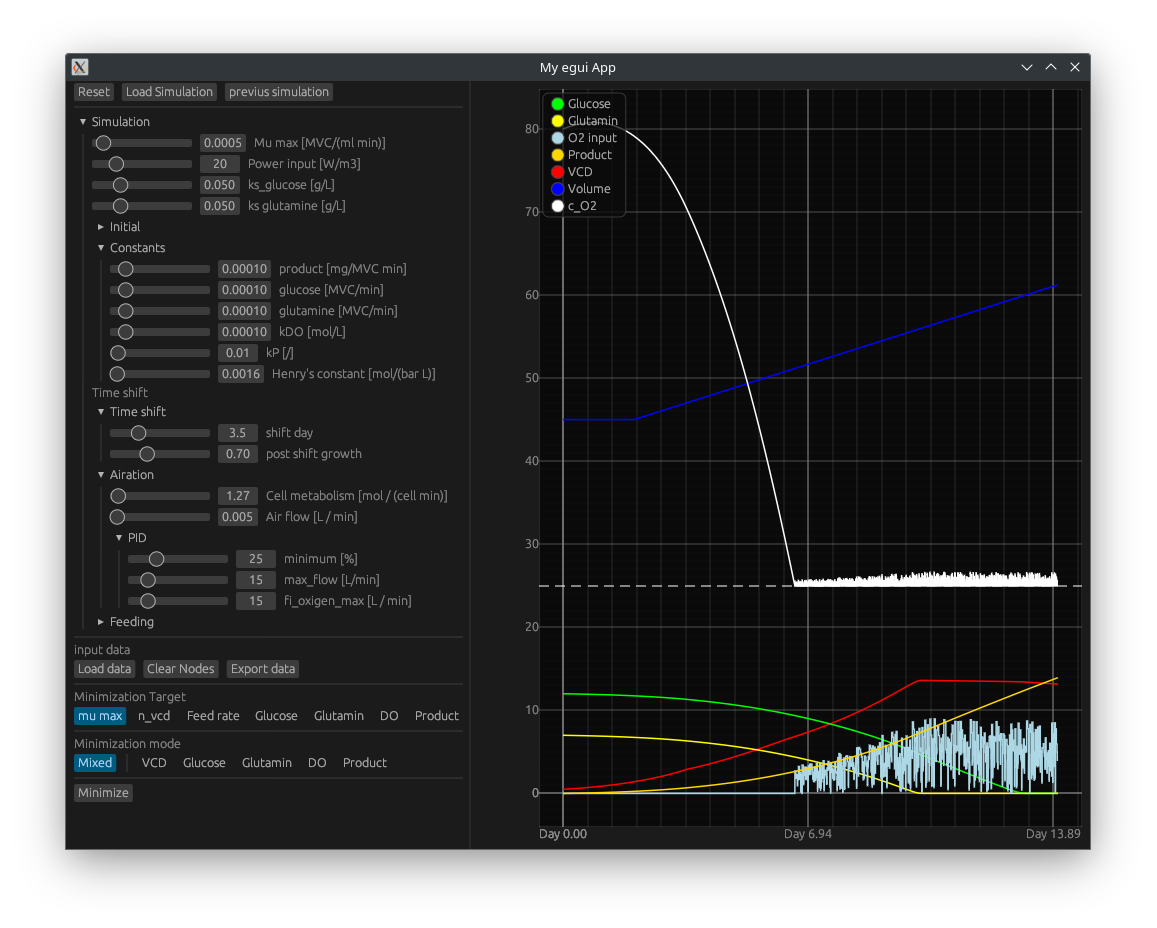 My egui App
Reset Load Simulation previus simulation
Simulation
0.0005 Mu max [MVC/(ml min)]
20 Power input [W/m3]
0.050 ks_glucose [g/L]
0.050 ks glutamine [g/L]
Initial
Constants
0.00010 product [mg/MVC min]
0.00010 glucose [MVC/min]
0.00010 glutamine [MVC/min]
0.00010 kDO [mol/L]
0.01 kP [/]
0.0016 Henry's constant [mol/(bar L)]
Time shift
Time shift
3.5 shift day
0.70 post shift growth
Airation
1.27 Cell metabolism [mol / (cell min)]
0.005 Air flow [L / min]
PID
25 minimum [%]
15 max_flow [L/min]
15 fi_oxigen_max [L / min]
Feeding
input data
Load data Clear Nodes Export data
Minimization Target
mu max n_vcd Feed rate Glucose Glutamin DO Product
Minimization mode
Mixed VCD Glucose Glutamin DO Product
Minimize
Glucose
Glutamin
O2 input
Product
VCD
Volume
c_O2
80
70
60
50
40
30
20
10
0
Day 0.00 Day 6.94 Day 13.89